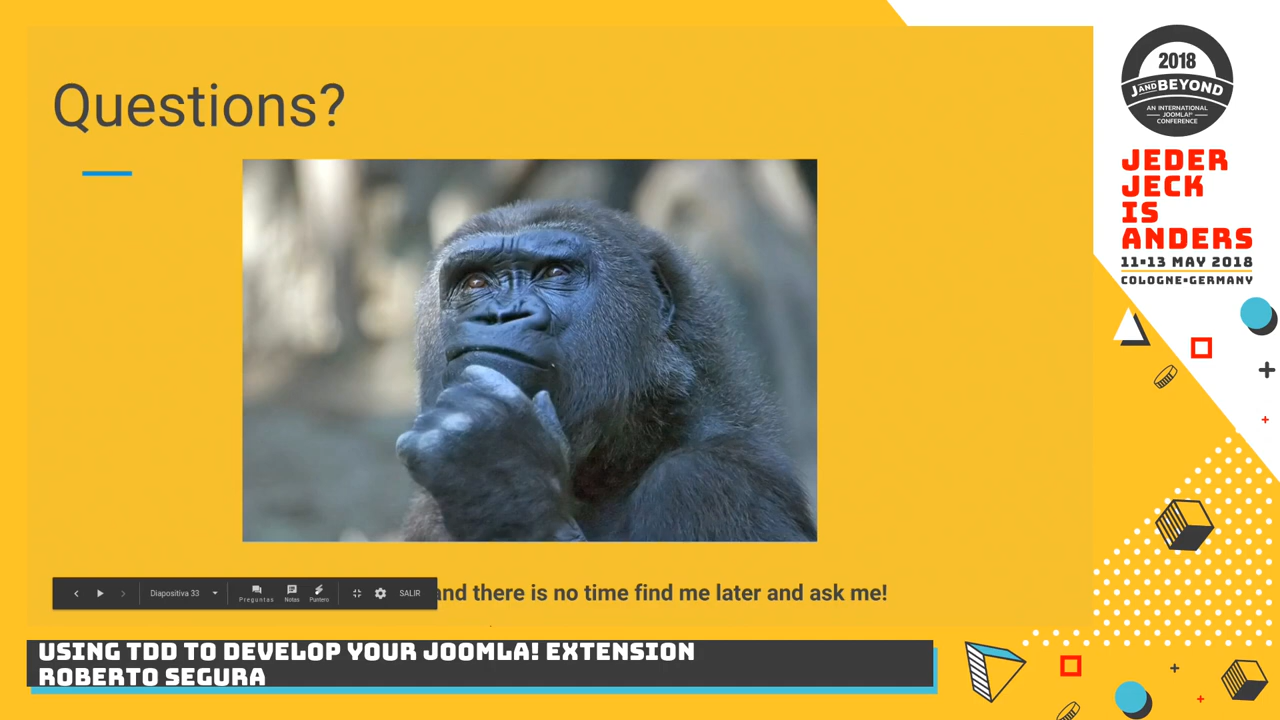 Questions?
and there is no time find me later and ask me!
Diapositiva 33
Preguntas
Notas
Puntero
SALIR
USING TDD TO DEVELOP YOUR JOOMLA! EXTENSION
ROBERTO SEGURA
2018
J AND BEYOND
AN INTERNATIONAL
JOOMLA!®
CONFERENCE
JEDER
JECK
IS
ANDERS
11-13 MAY 2018
COLOGNE•GERMANY